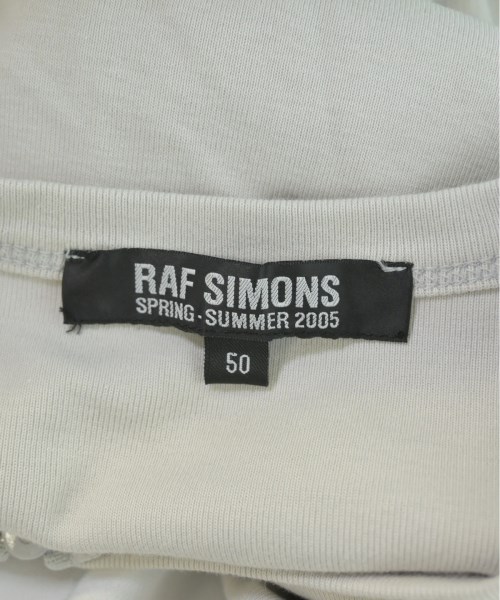 RAF SIMONS
SPRING · SUMMER 2005
50